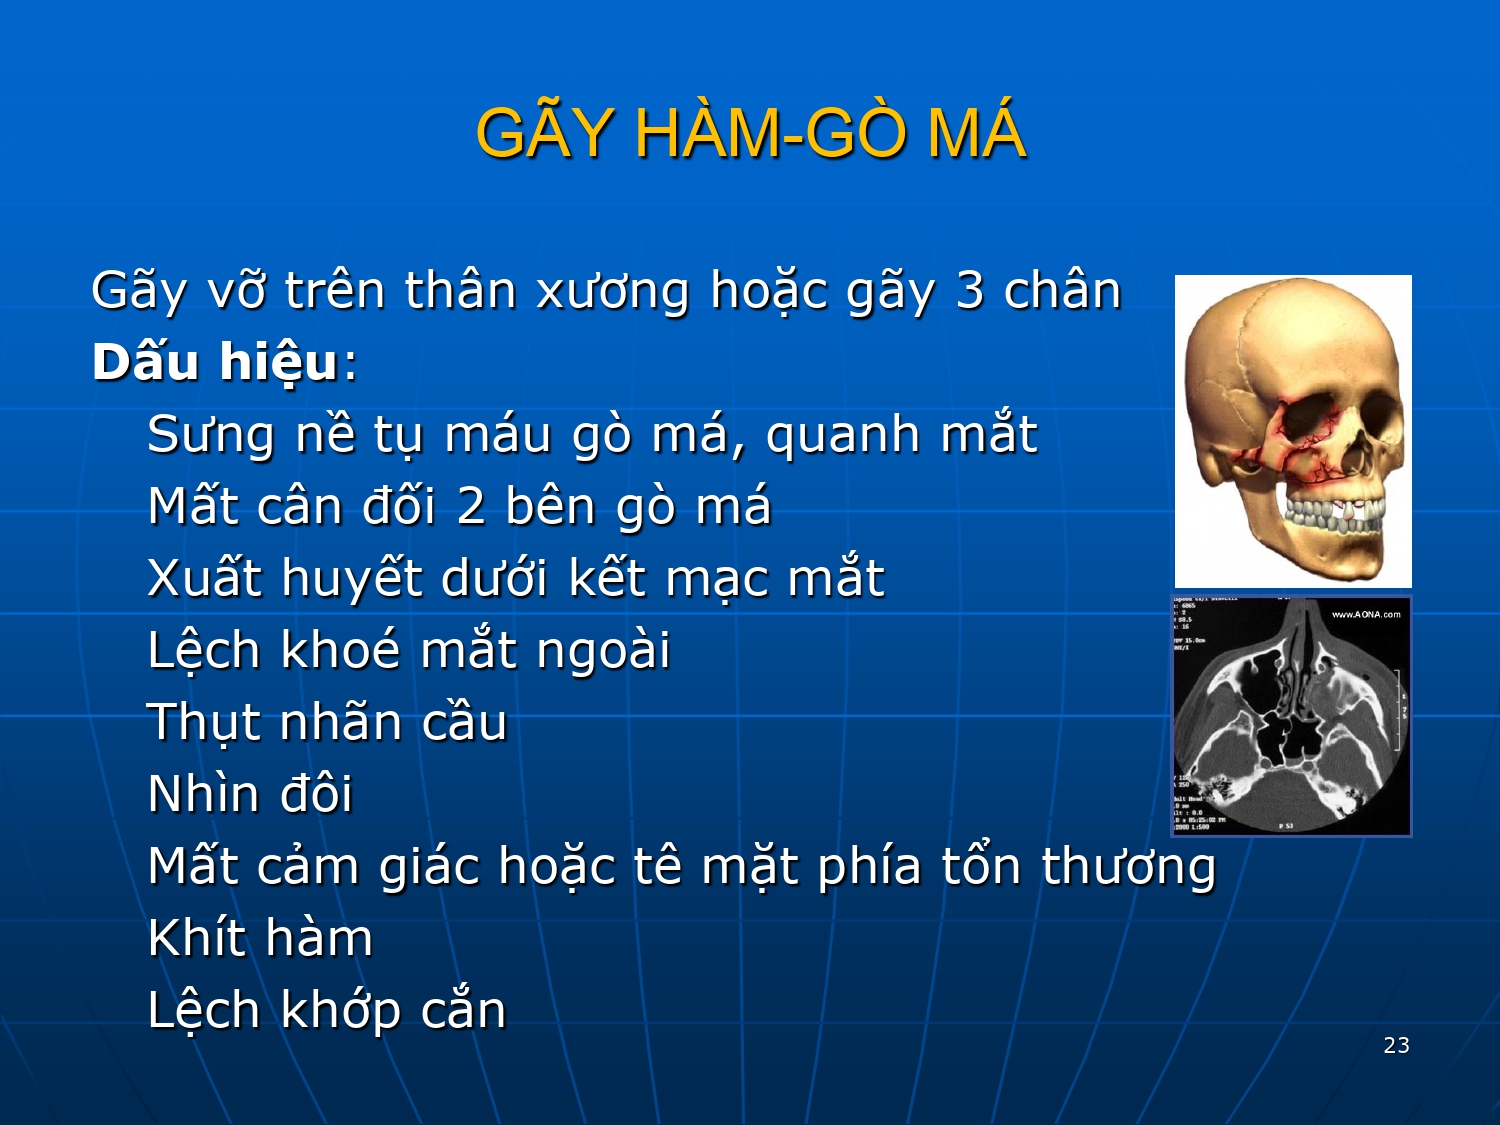 GÃY HÀM-GÒ MÁ
Gãy vỡ trên thân xương hoặc gãy 3 chân
Dấu hiệu:
Sưng nề tụ máu gò má, quanh mắt
Mất cân đối 2 bên gò má
Xuất huyết dưới kết mạc mắt
Lệch khoé mắt ngoài
Thụt nhãn cầu
Nhìn đôi
Mất cảm giác hoặc tê mặt phía tổn thương
Khít hàm
Lệch khớp cắn
www.AONA.com
23